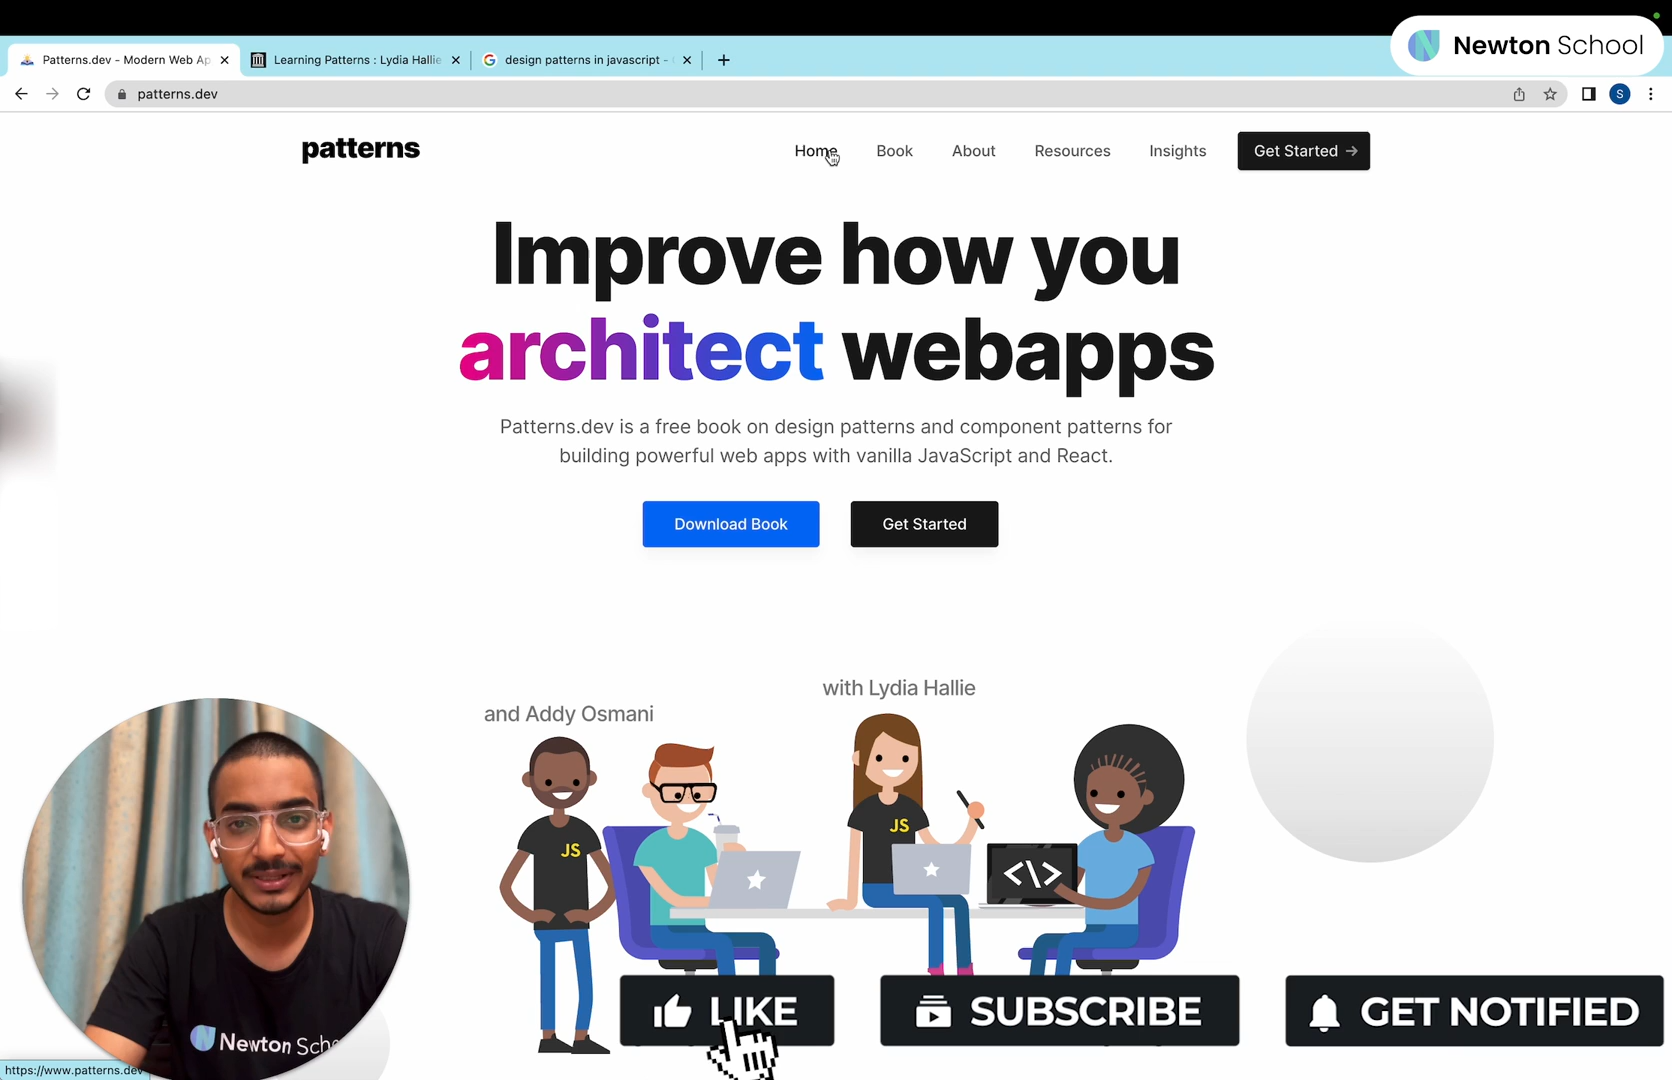 Newton School
Patterns.dev - Modern Web Ap
Learning Patterns : Lydia Hallie
design patterns in javascript -
patterns.dev
S
patterns
Home
Book
About
Resources
Insights
Get Started →
Improve how you
architect webapps
Patterns.dev is a free book on design patterns and component patterns for
building powerful web apps with vanilla JavaScript and React.
Download Book
Get Started
with Lydia Hallie
and Addy Osmani
JS
JS
<\>
LIKE
SUBSCRIBE
GET NOTIFIED
Newton Scho
https://www.patterns.dev